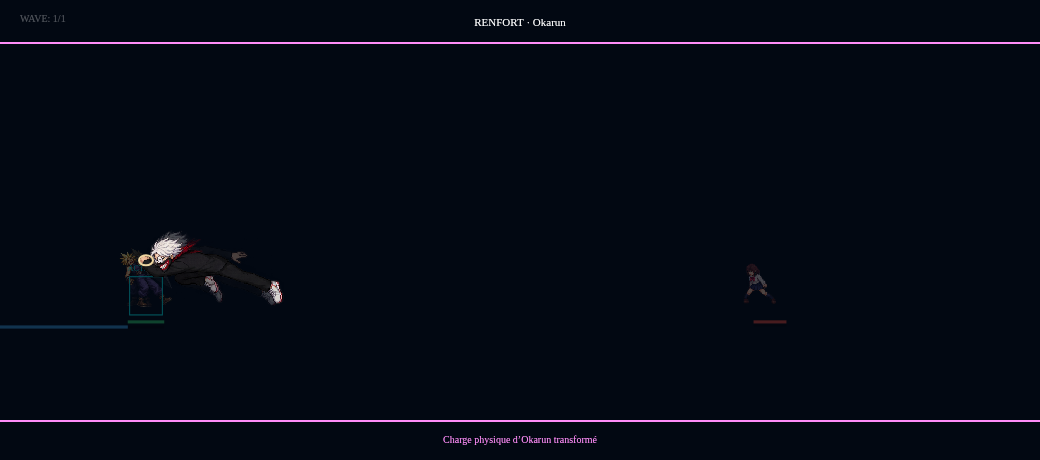 WAVE: 1/1
RENFORT · Okarun
Charge physique d’Okarun transformé